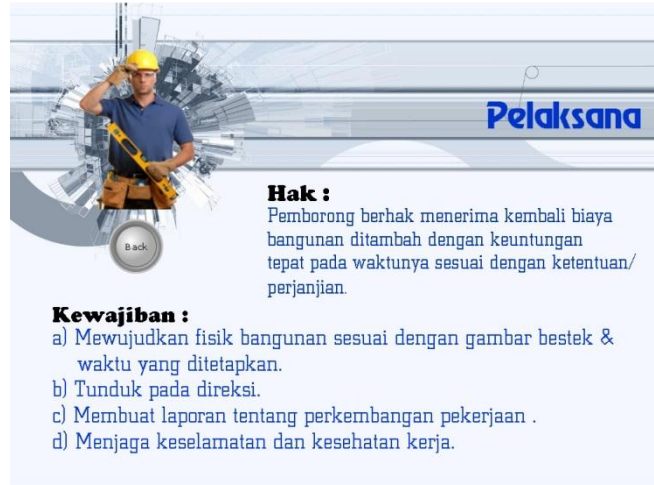 Pelaksana
Hak :
Pemborong berhak menerima kembali biaya
bangunan ditambah dengan keuntungan
tepat pada waktunya sesuai dengan ketentuan/
perjanjian.
Back
Kewajiban :
a) Mewujudkan fisik bangunan sesuai dengan gambar bestek &
waktu yang ditetapkan.
b) Tunduk pada direksi.
c) Membuat laporan tentang perkembangan pekerjaan .
d) Menjaga keselamatan dan kesehatan kerja.